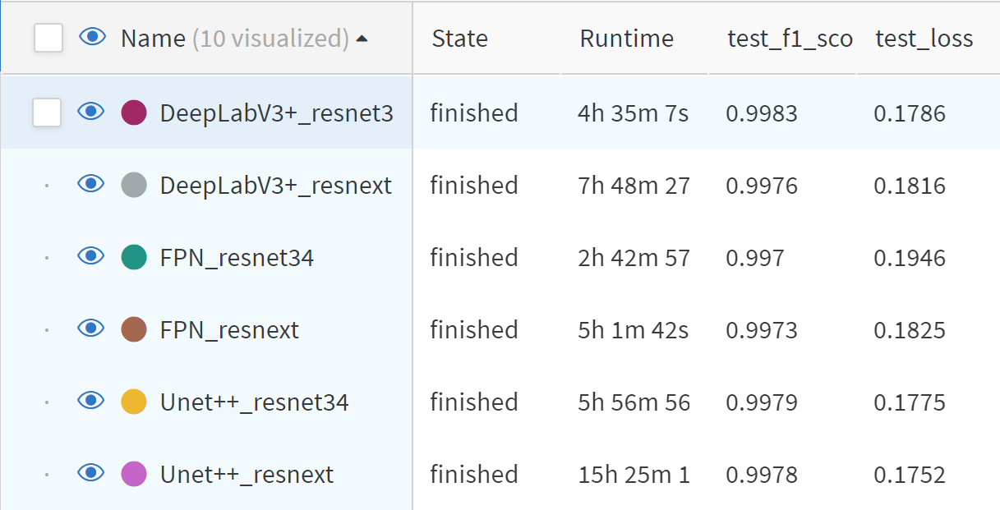 Name (10 visualized) State Runtime test_f1_sco test_loss
DeepLabV3+_resnet3 finished 4h 35m 7s 0.9983 0.1786
DeepLabV3+_resnext finished 7h 48m 27 0.9976 0.1816
FPN_resnet34 finished 2h 42m 57 0.997 0.1946
FPN_resnext finished 5h 1m 42s 0.9973 0.1825
Unet++_resnet34 finished 5h 56m 56 0.9979 0.1775
Unet++_resnext finished 15h 25m 1 0.9978 0.1752